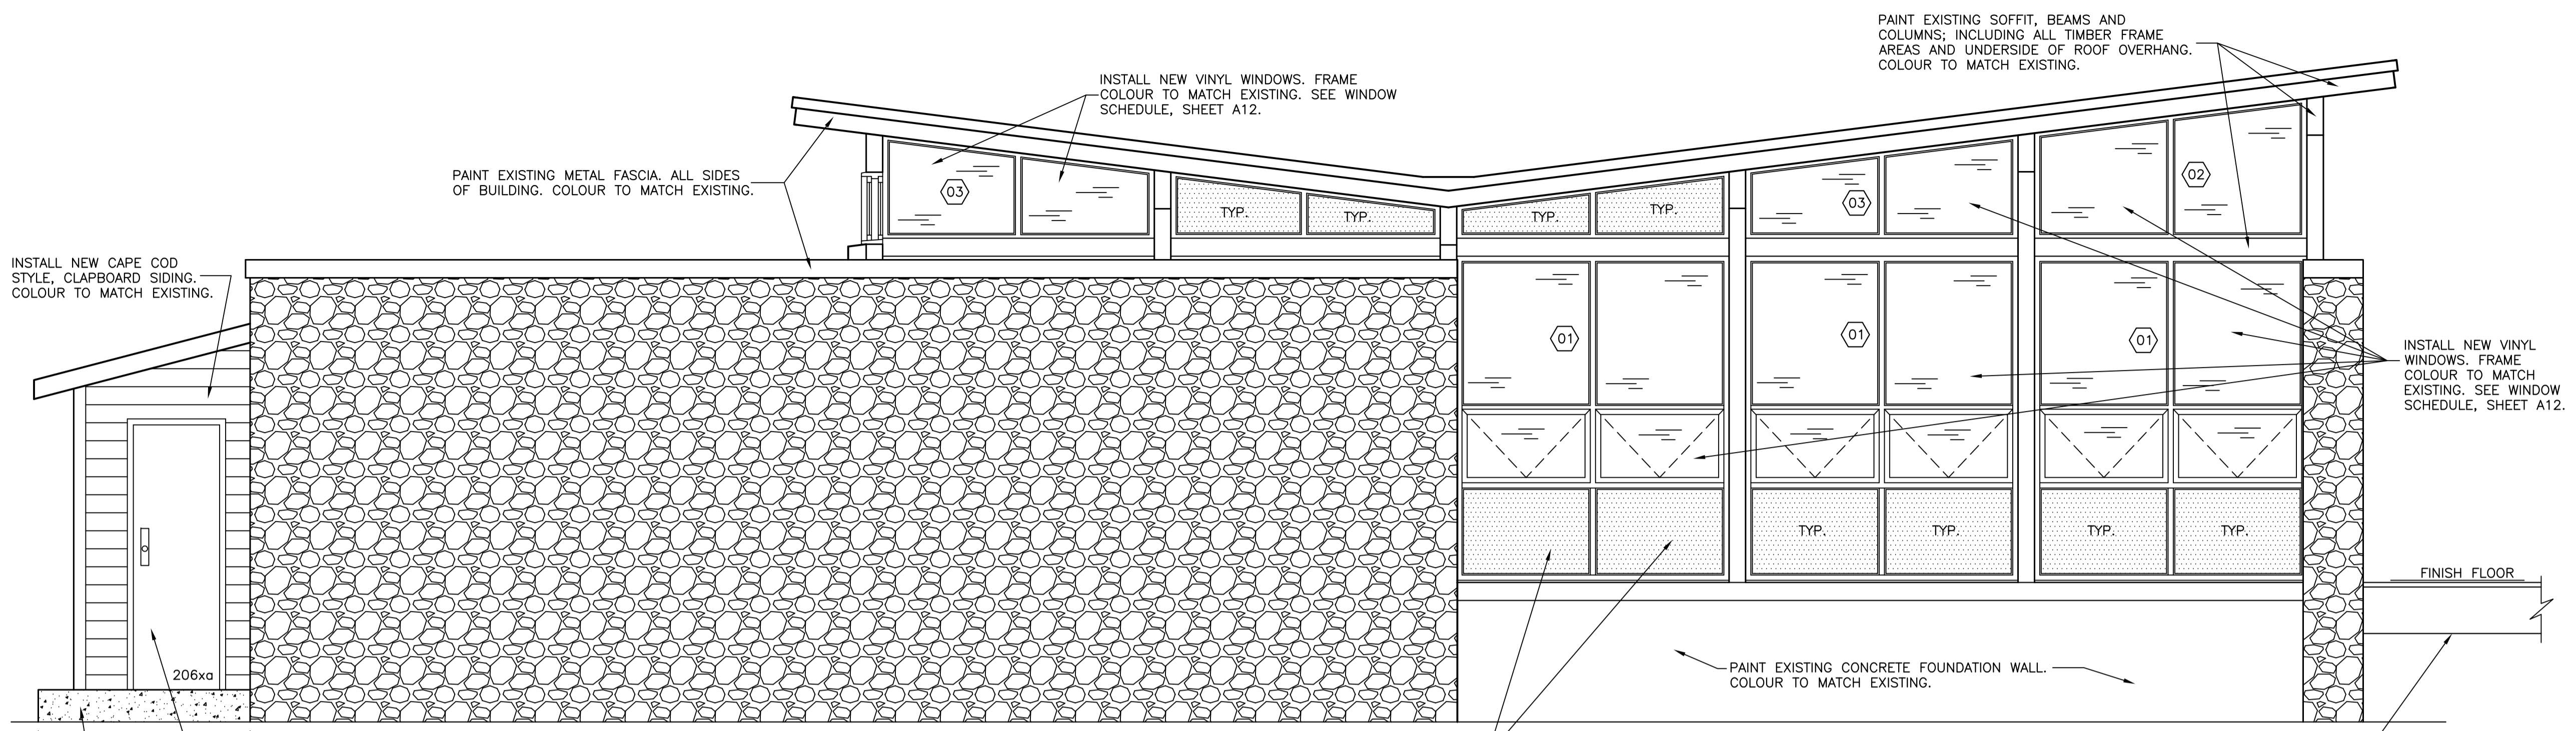 PAINT EXISTING SOFFIT, BEAMS AND
COLUMNS; INCLUDING ALL TIMBER FRAME
AREAS AND UNDERSIDE OF ROOF OVERHANG.
COLOUR TO MATCH EXISTING.
INSTALL NEW VINYL WINDOWS. FRAME
COLOUR TO MATCH EXISTING. SEE WINDOW
SCHEDULE, SHEET A12.
PAINT EXISTING METAL FASCIA. ALL SIDES
OF BUILDING. COLOUR TO MATCH EXISTING.
03
TYP.
TYP.
TYP.
TYP.
03
02
INSTALL NEW CAPE COD
STYLE, CLAPBOARD SIDING.
COLOUR TO MATCH EXISTING.
01
01
01
INSTALL NEW VINYL
WINDOWS. FRAME
COLOUR TO MATCH
EXISTING. SEE WINDOW
SCHEDULE, SHEET A12.
TYP.
TYP.
TYP.
TYP.
FINISH FLOOR
206xa
PAINT EXISTING CONCRETE FOUNDATION WALL.
COLOUR TO MATCH EXISTING.